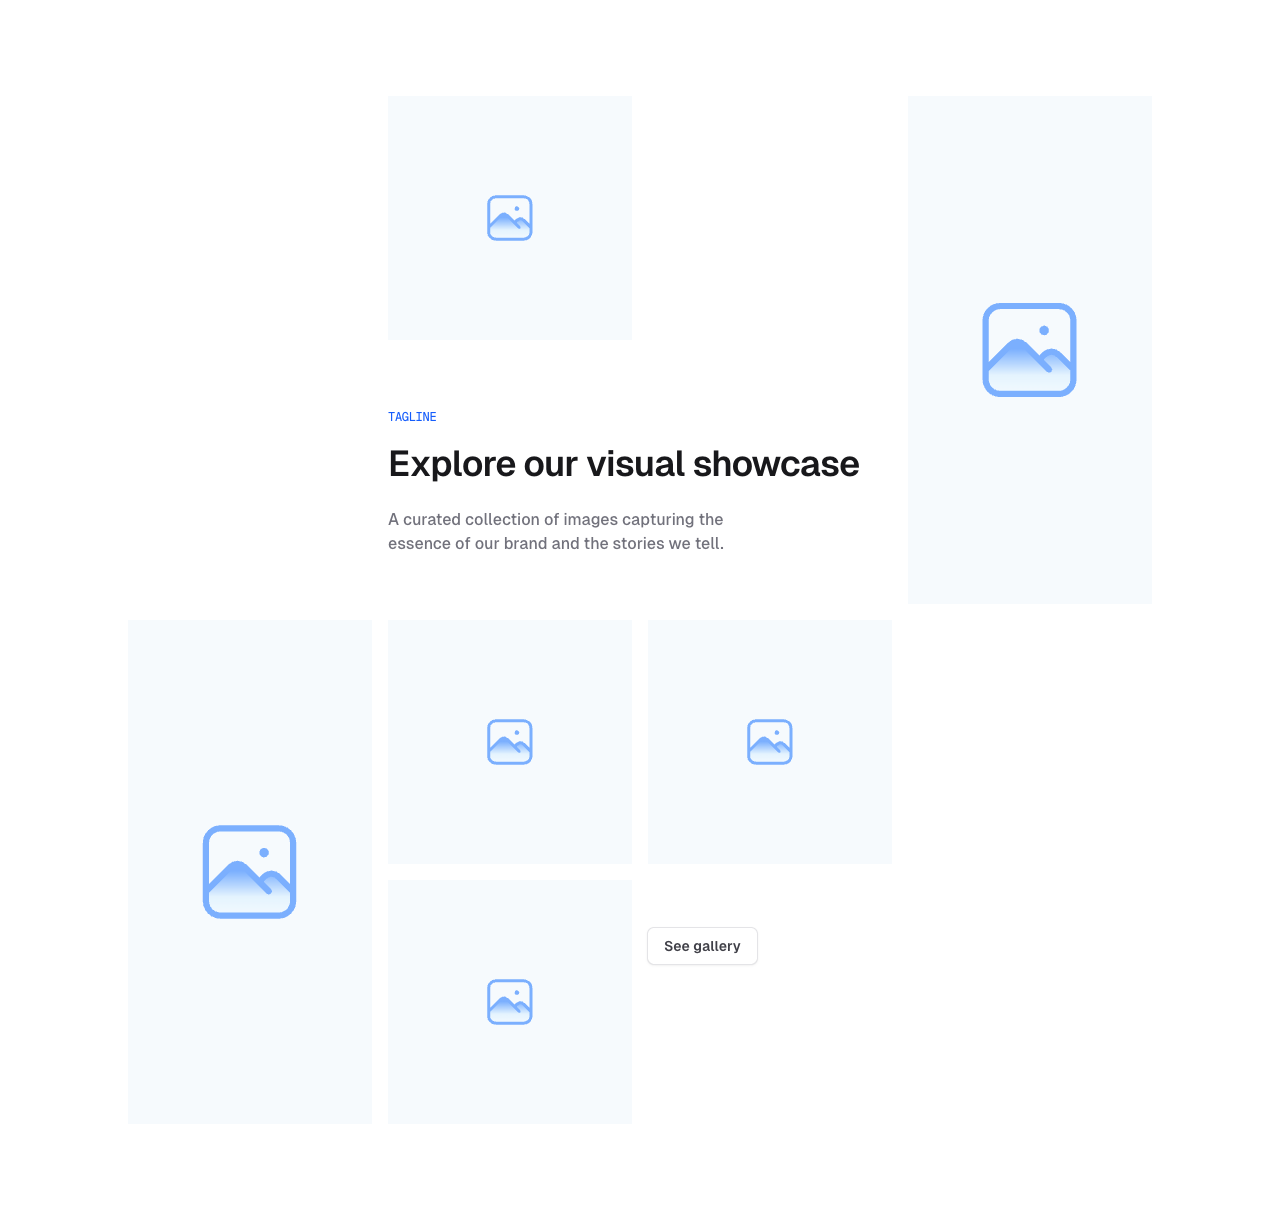 TAGLINE
Explore our visual showcase
A curated collection of images capturing the
essence of our brand and the stories we tell.
See gallery